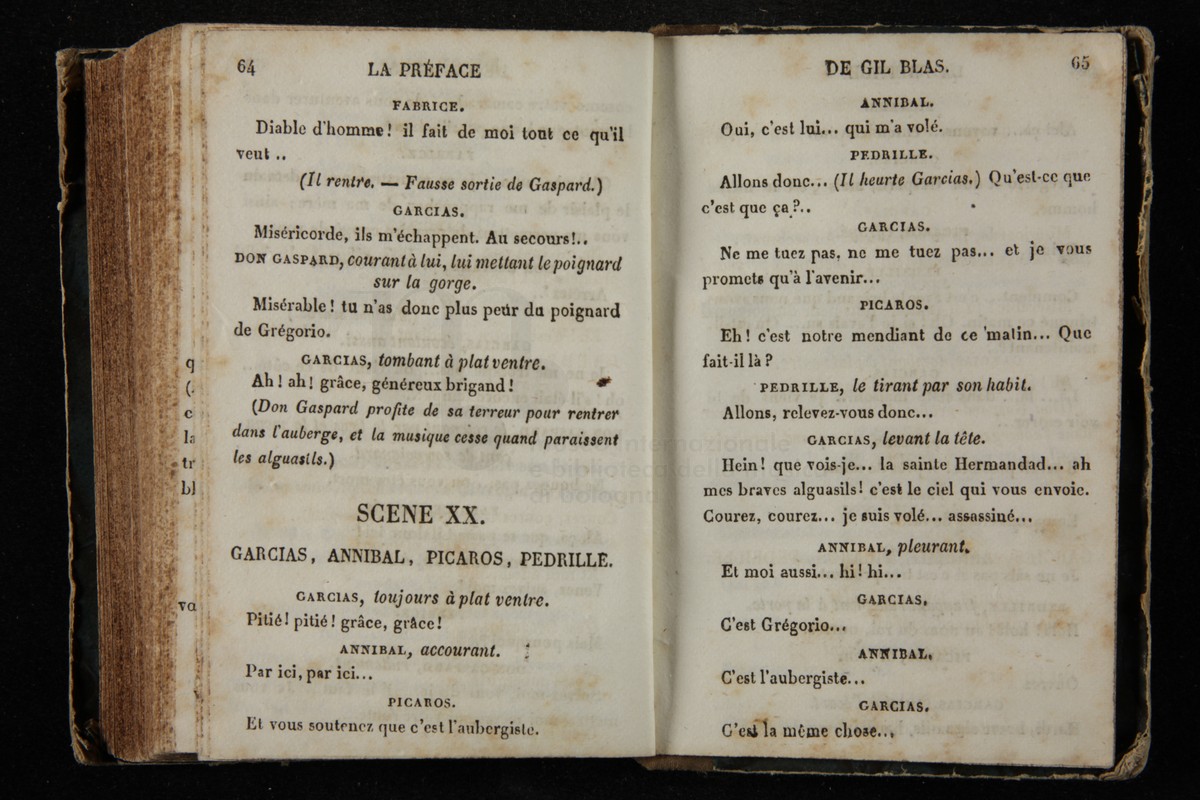 64
LA PRÉFACE
FABRICE.
Diable d'homme! il fait de moi tout ce qu'il
veut ..
(Il rentre. — Fausse sortie de Gaspard.)
GARCIAS.
Miséricorde, ils m'échappent. Au secours!..
DON GASPARD, courant à lui, lui mettant le poignard
sur la gorge.
Misérable! tu n'as donc plus peur du poignard
de Grégorio.
GARCIAS, tombant à plat ventre.
Ah! ah! grâce, généreux brigand!
(Don Gaspard profite de sa terreur pour rentrer
dans l'auberge, et la musique cesse quand paraissent
les alguasils.)
SCENE XX.
GARCIAS, ANNIBAL, PICAROS, PEDRILLE.
GARCIAS, toujours à plat ventre.
Pitié! pitié! grâce, grâce!
ANNIBAL, accourant.
Par ici, par ici...
PICAROS.
Et vous soutenez que c'est l'aubergiste.
DE GIL BLAS.
65
ANNIBAL.
Oui, c'est lui... qui m'a volé.
PEDRILLE.
Allons donc... (Il heurte Garcias.) Qu'est-ce que
c'est que ça?..
GARCIAS.
Ne me tuez pas, ne me tuez pas... et je vous
promets qu'à l'avenir...
PICAROS.
Eh! c'est notre mendiant de ce 'matin... Que
fait-il là?
PEDRILLE, le tirant par son habit.
Allons, relevez-vous donc...
GARCIAS, levant la tête.
Hein! que vois-je... la sainte Hermandad... ah
mes braves alguasils! c'est le ciel qui vous envoie.
Courez, courez... je suis volé... assassiné...
ANNIBAL, pleurant.
Et moi aussi... hi! hi...
GARCIAS.
C'est Grégorio...
ANNIBAL.
C'est l'aubergiste...
GARCIAS.
C'est la même chose...
q
(.
c
tr
bl
va